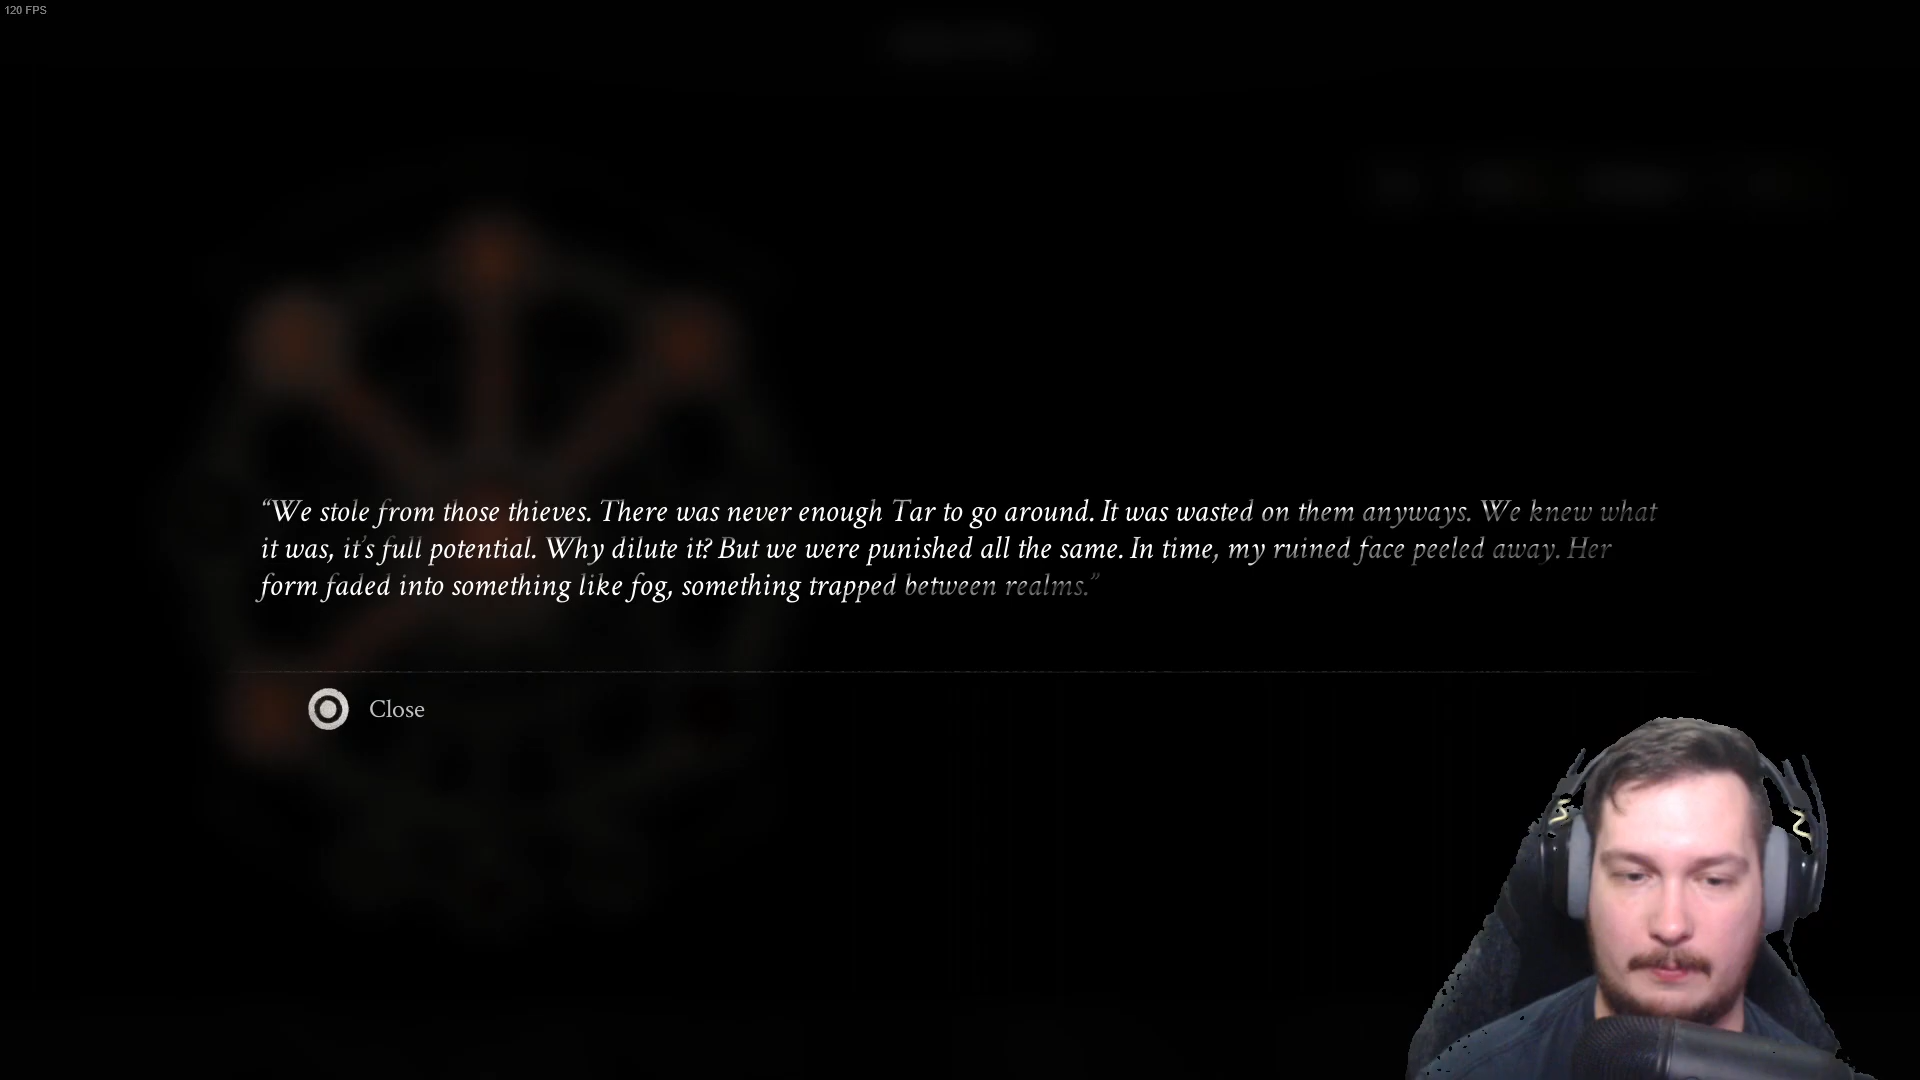 120 FPS
“We stole from those thieves. There was never enough Tar to go around. It was wasted on them anyways. We knew what
it was, it’s full potential. Why dilute it? But we were punished all the same. In time, my ruined face peeled away. Her
form faded into something like fog, something trapped between realms.”
Close